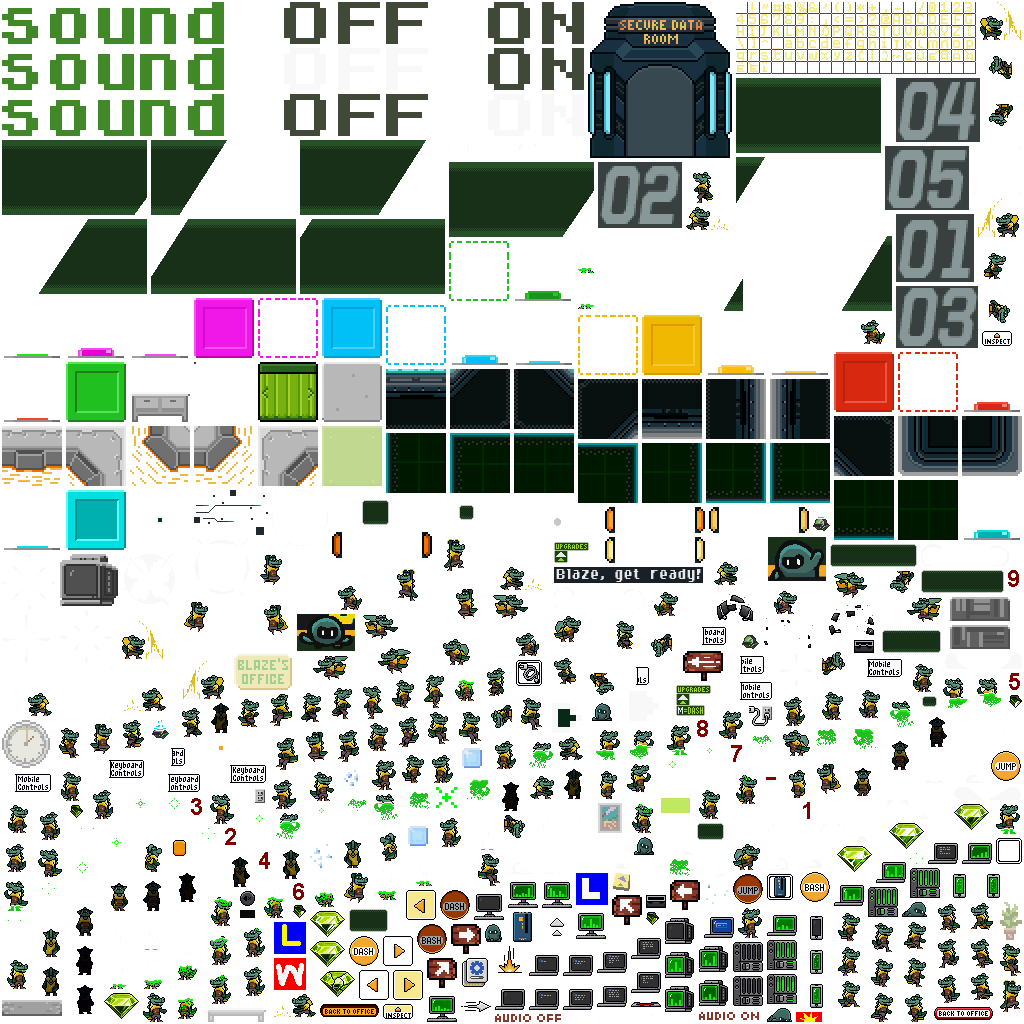 sound OFF ON
sound OFF ON
sound OFF ON
SECURE DATA
ROOM
04
05
02
01
03
INSPECT
UPGRADES
Blaze, get ready!
9
BLAZE'S
OFFICE
Mobile
Controls
5
UPGRADES
M=DASH
8
7
Keyboard
Controls
Mobile
Controls
Keyboard
Controls
JUMP
3
1
2
4
6
L
JUMP
BASH
DASH
L
DASH
BASH
W
BACK TO OFFICE
INSPECT
AUDIO OFF
AUDIO ON
BACK TO OFFICE